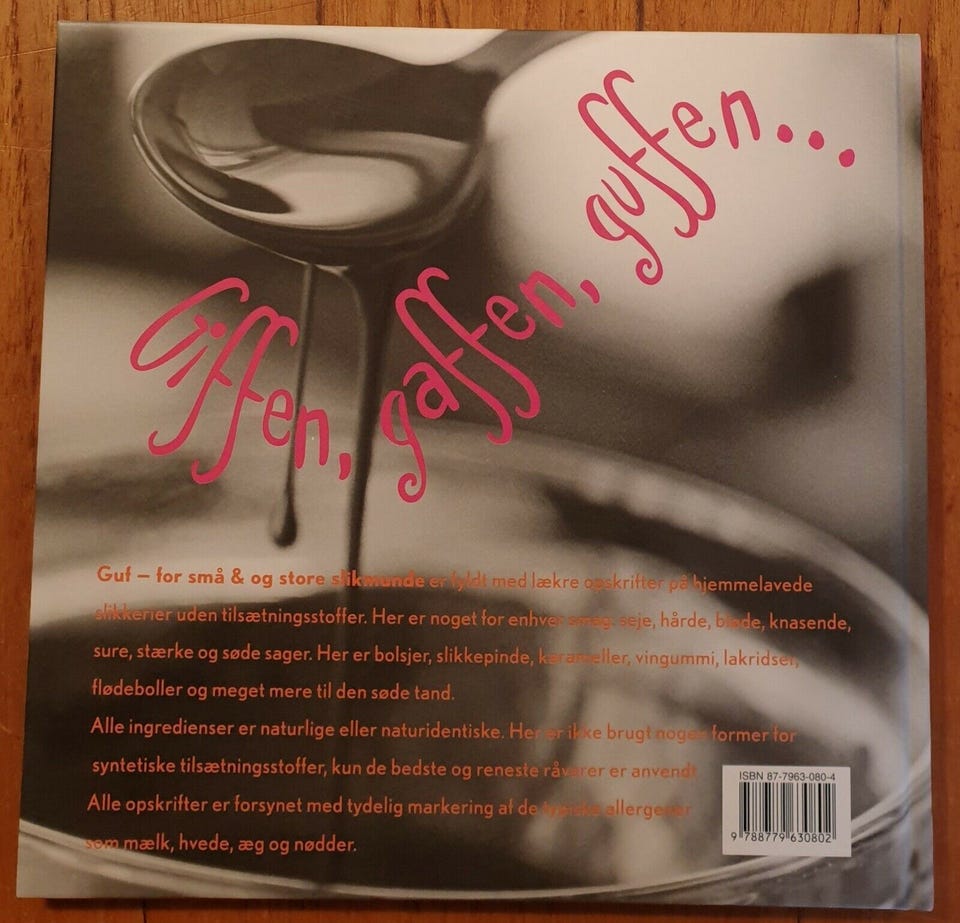 Giffen, gaffen, guffen...
Guf – for små & og store slikmunde er fyldt med lækre opskrifter på hjemmelavede
slikkerier uden tilsætningsstoffer. Her er noget for enhver smag: seje, hårde, bløde, knasende,
sure, stærke og søde sager. Her er bolsjer, slikkepinde, karameller, vingummi, lakridser,
flødeboller og meget mere til den søde tand.
Alle ingredienser er naturlige eller naturidentiske. Her er ikke brugt nogen former for
syntetiske tilsætningsstoffer, kun de bedste og reneste råvarer er anvendt
Alle opskrifter er forsynet med tydelig markering af de typiske allergener
som mælk, hvede, æg og nødder.
ISBN 87-7963-080-4
9 788779 630802